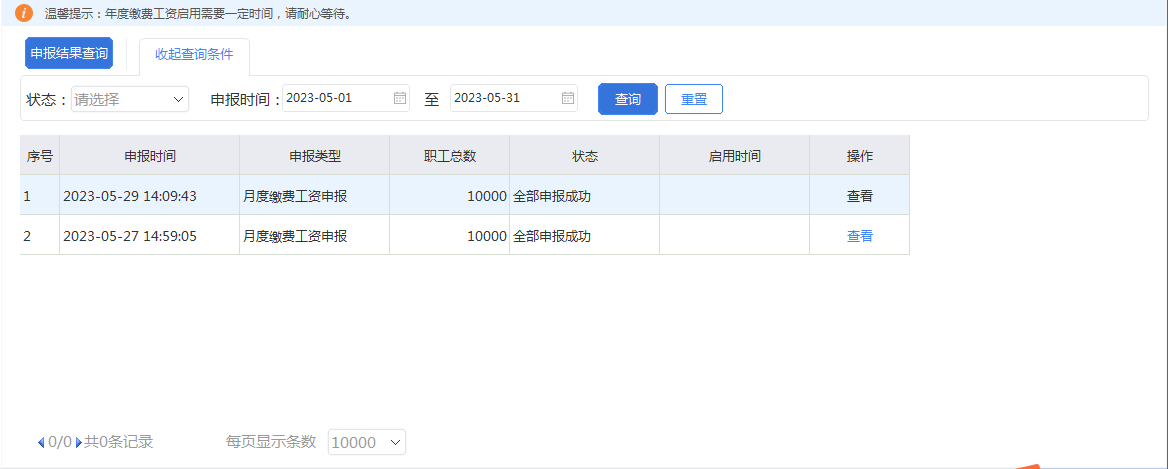 温馨提示：年度缴费工资启用需要一定时间，请耐心等待。
申报结果查询 收起查询条件
状态： 请选择 申报时间： 2023-05-01 至 2023-05-31 查询 重置
序号 申报时间 申报类型 职工总数 状态 启用时间 操作
1 2023-05-29 14:09:43 月度缴费工资申报 10000 全部申报成功 查看
2 2023-05-27 14:59:05 月度缴费工资申报 10000 全部申报成功 查看
0/0 共0条记录 每页显示条数 10000